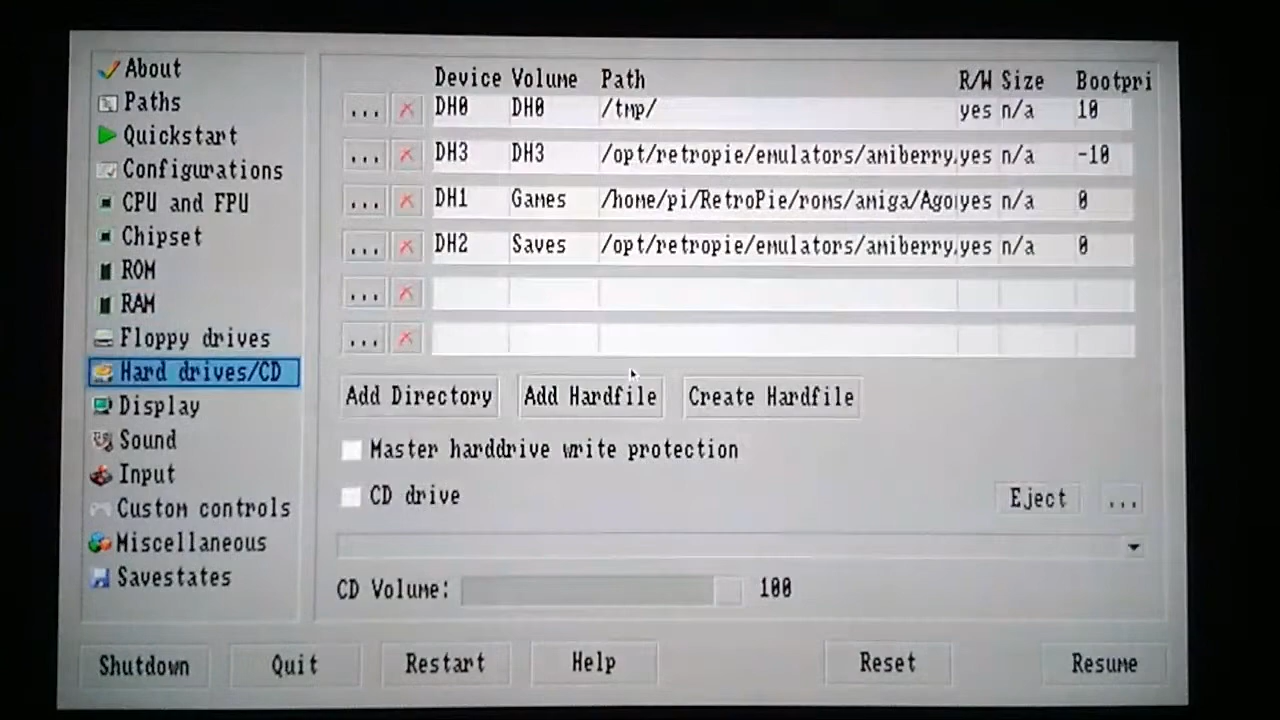 About
Paths
Quickstart
Configurations
CPU and FPU
Chipset
ROM
RAM
Floppy drives
Hard drives/CD
Display
Sound
Input
Custom controls
Miscellaneous
Savestates
Device Volume Path R/W Size Bootpri
... DH0 DH0 /tmp/ yes n/a 10
... DH3 DH3 /opt/retropie/emulators/amiberry. yes n/a -10
... DH1 Games /home/pi/RetroPie/roms/amiga/Ago yes n/a 0
... DH2 Saves /opt/retropie/emulators/amiberry. yes n/a 0
...
...
Add Directory Add Hardfile Create Hardfile
Master harddrive write protection
CD drive Eject ...
CD Volume: 100
Shutdown Quit Restart Help Reset Resume